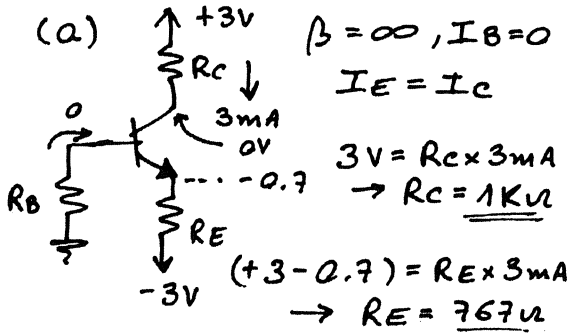 (a)
+3V
RC
3mA
0V
0
RB
-0.7
RE
-3V
β = ∞, IB=0
IE = IC
3V = RC x 3mA
→ RC = 1KΩ
(+3-0.7) = RE x 3mA
→ RE = 767Ω